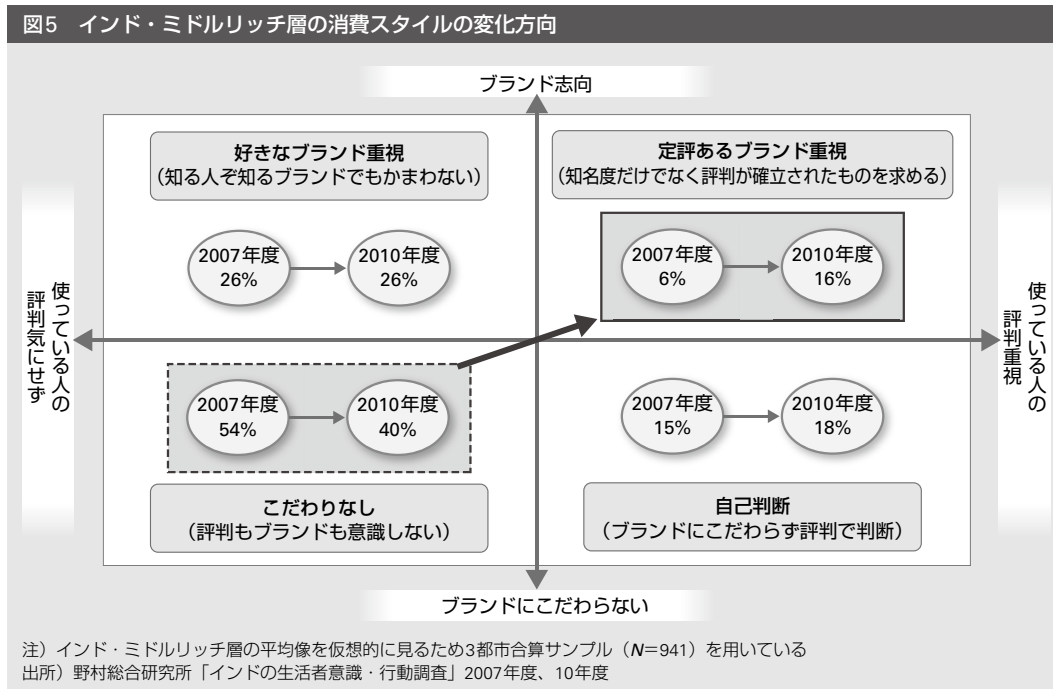 図5　インド・ミドルリッチ層の消費スタイルの変化方向
ブランド志向
好きなブランド重視
（知る人ぞ知るブランドでもかまわない）
定評あるブランド重視
（知名度だけでなく評判が確立されたものを求める）
2007年度
26%
2010年度
26%
2007年度
6%
2010年度
16%
使っている人の
評判気にせず
使っている人の
評判重視
2007年度
54%
2010年度
40%
2007年度
15%
2010年度
18%
こだわりなし
（評判もブランドも意識しない）
自己判断
（ブランドにこだわらず評判で判断）
ブランドにこだわらない
注）インド・ミドルリッチ層の平均像を仮想的に見るため3都市合算サンプル（N＝941）を用いている
出所）野村総合研究所「インドの生活者意識・行動調査」2007年度、10年度